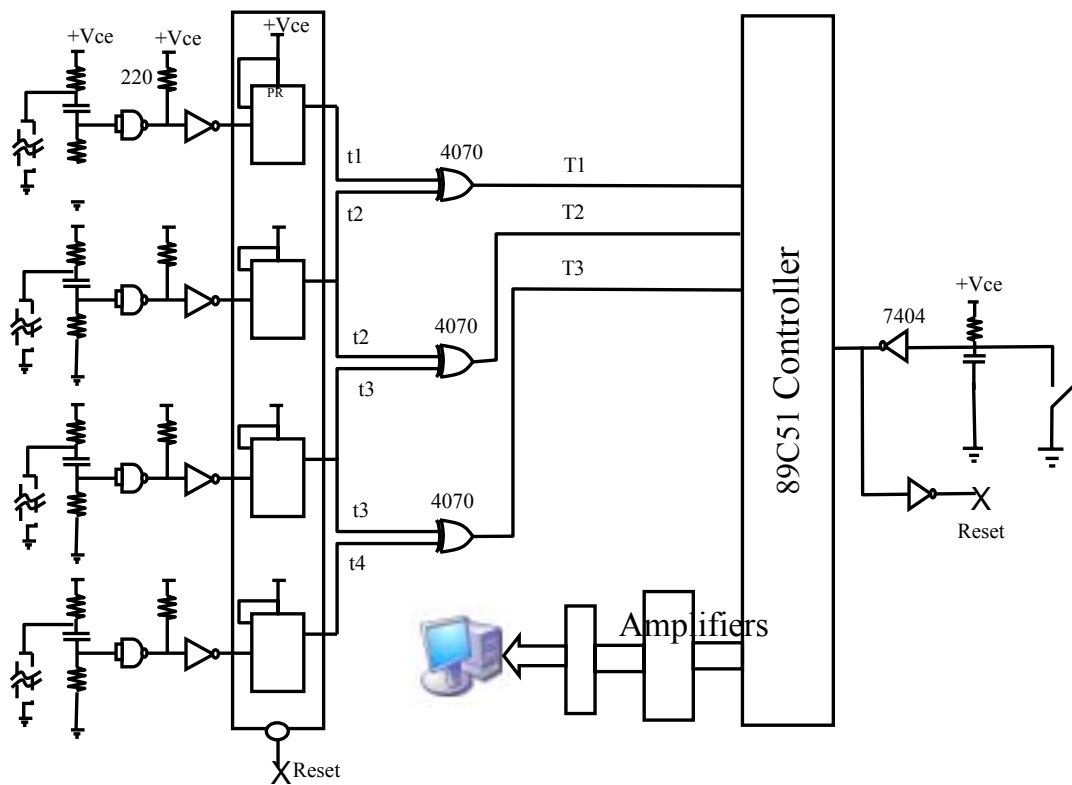 +Vce
+Vce
+Vce
220
PR
t1
4070
T1
t2
T2
T3
t2
4070
t3
+Vce
7404
89C51 Controller
t3
4070
t4
Reset
Amplifiers
Reset